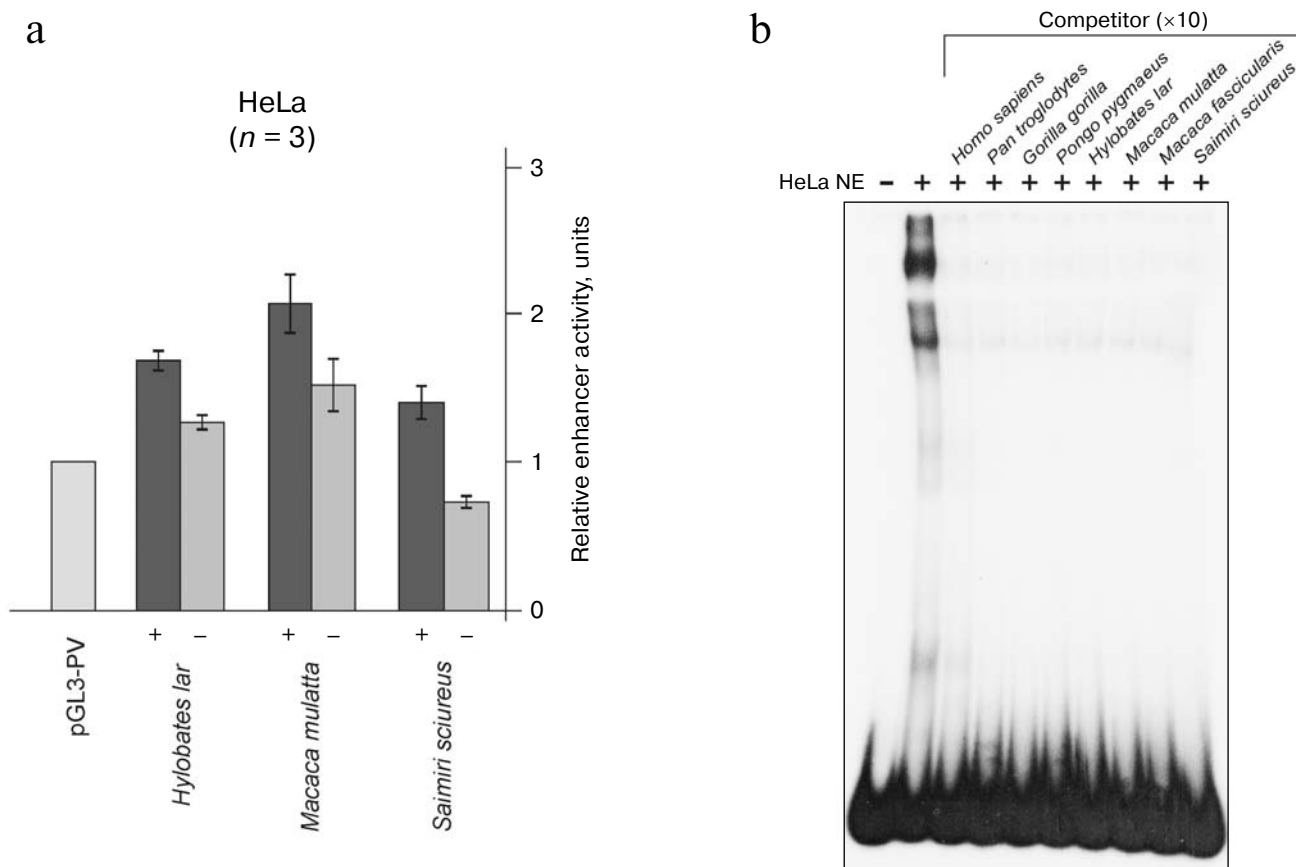 a
HeLa
(n = 3)
3
2
1
0
Relative enhancer activity, units
+ – + – + –
pGL3-PV
Hylobates lar
Macaca mulatta
Saimiri sciureus
b
Competitor (×10)
Homo sapiens
Pan troglodytes
Gorilla gorilla
Pongo pygmaeus
Hylobates lar
Macaca mulatta
Macaca fascicularis
Saimiri sciureus
HeLa NE – + + + + + + + + +